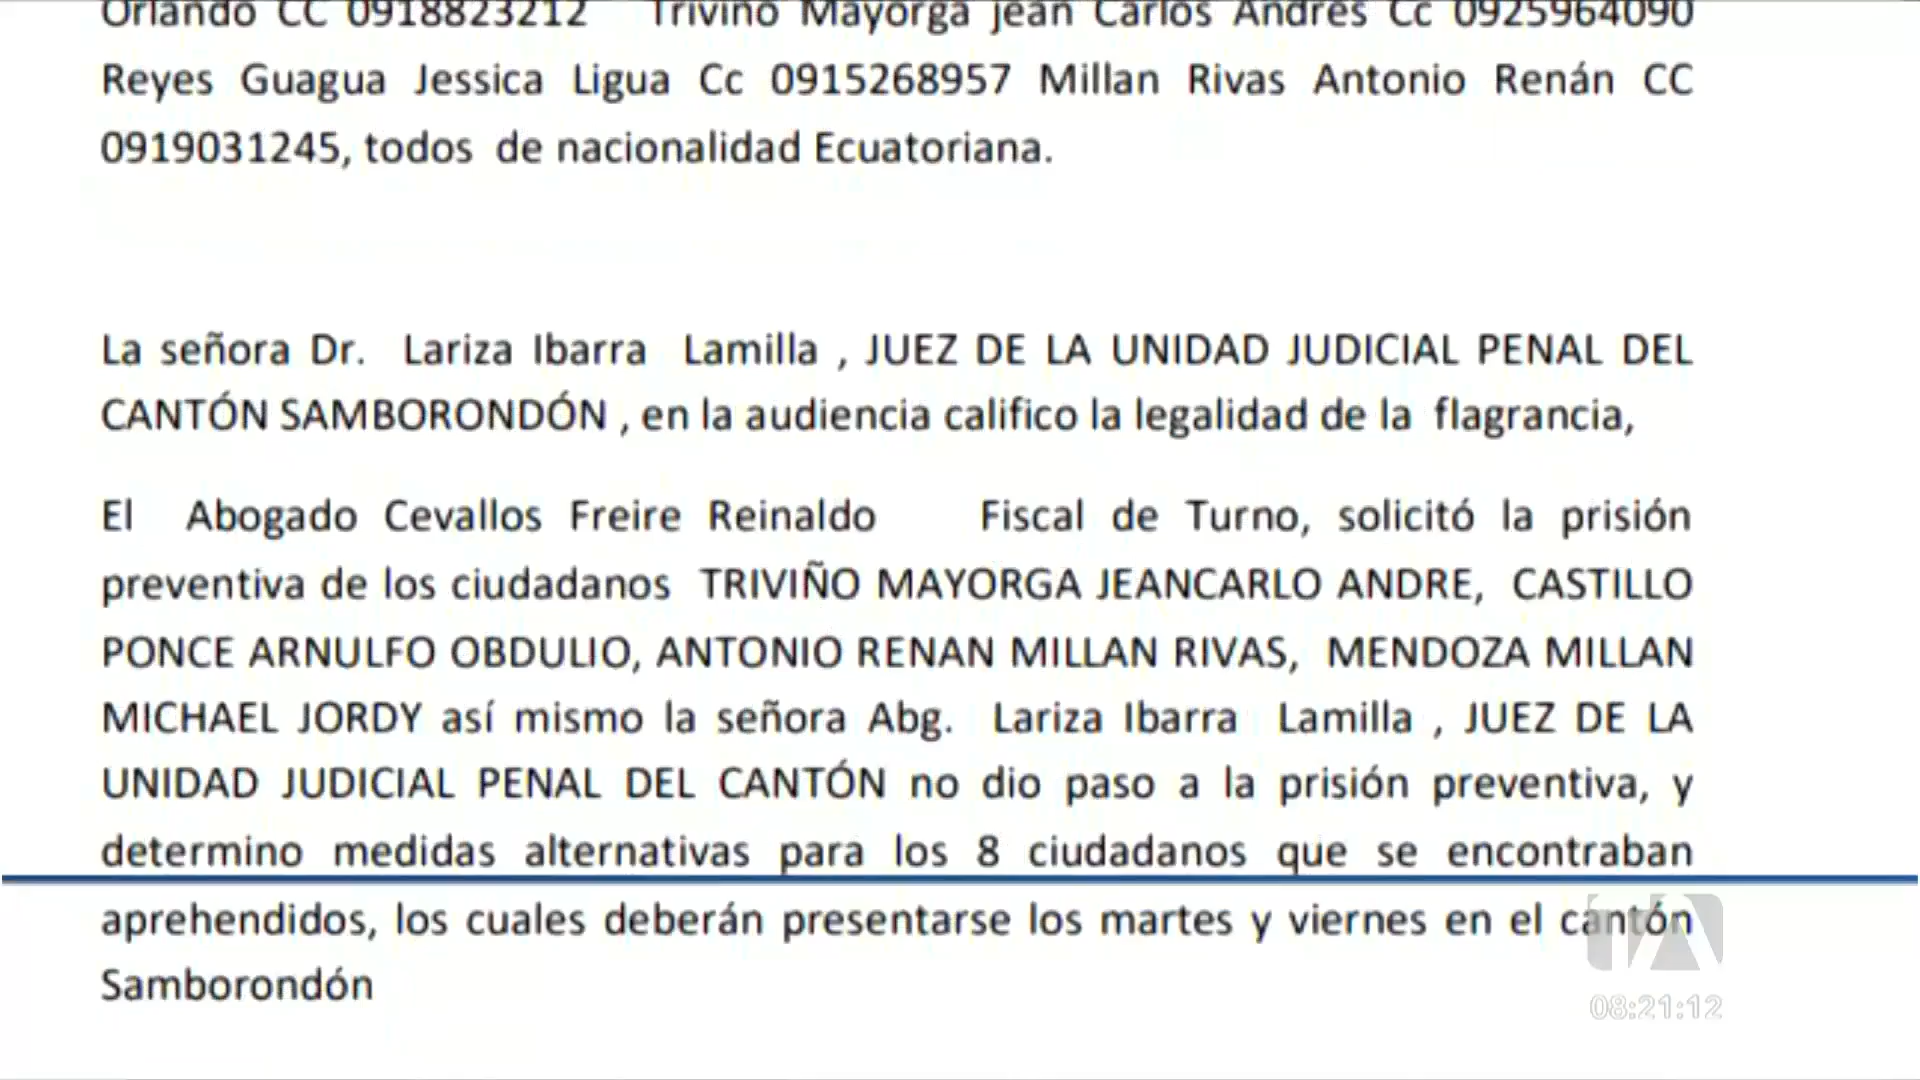 Orlando CC 0918823212 Triviño Mayorga jean Carlos Andrés Cc 0925964090
Reyes Guagua Jessica Ligua Cc 0915268957 Millan Rivas Antonio Renán CC
0919031245, todos de nacionalidad Ecuatoriana.
La señora Dr. Lariza Ibarra Lamilla , JUEZ DE LA UNIDAD JUDICIAL PENAL DEL
CANTÓN SAMBORONDÓN , en la audiencia califico la legalidad de la flagrancia,
El Abogado Cevallos Freire Reinaldo Fiscal de Turno, solicitó la prisión
preventiva de los ciudadanos TRIVIÑO MAYORGA JEANCARLO ANDRE, CASTILLO
PONCE ARNULFO OBDULIO, ANTONIO RENAN MILLAN RIVAS, MENDOZA MILLAN
MICHAEL JORDY así mismo la señora Abg. Lariza Ibarra Lamilla , JUEZ DE LA
UNIDAD JUDICIAL PENAL DEL CANTÓN no dio paso a la prisión preventiva, y
determino medidas alternativas para los 8 ciudadanos que se encontraban
aprehendidos, los cuales deberán presentarse los martes y viernes en el cantón
Samborondón
TA
08:21:12